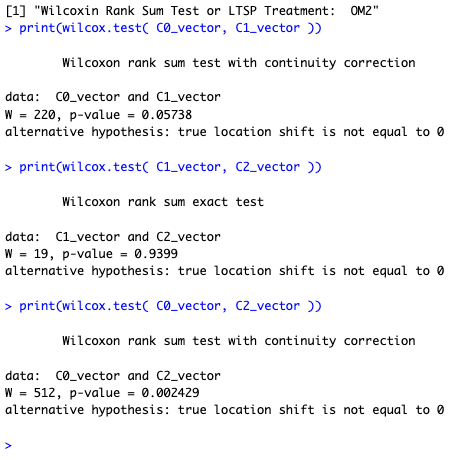 [1] "Wilcoxin Rank Sum Test or LTSP Treatment:  OM2"
> print(wilcox.test( C0_vector, C1_vector ))
Wilcoxon rank sum test with continuity correction
data:  C0_vector and C1_vector
W = 220, p-value = 0.05738
alternative hypothesis: true location shift is not equal to 0
> print(wilcox.test( C1_vector, C2_vector ))
Wilcoxon rank sum exact test
data:  C1_vector and C2_vector
W = 19, p-value = 0.9399
alternative hypothesis: true location shift is not equal to 0
> print(wilcox.test( C0_vector, C2_vector ))
Wilcoxon rank sum test with continuity correction
data:  C0_vector and C2_vector
W = 512, p-value = 0.002429
alternative hypothesis: true location shift is not equal to 0
>